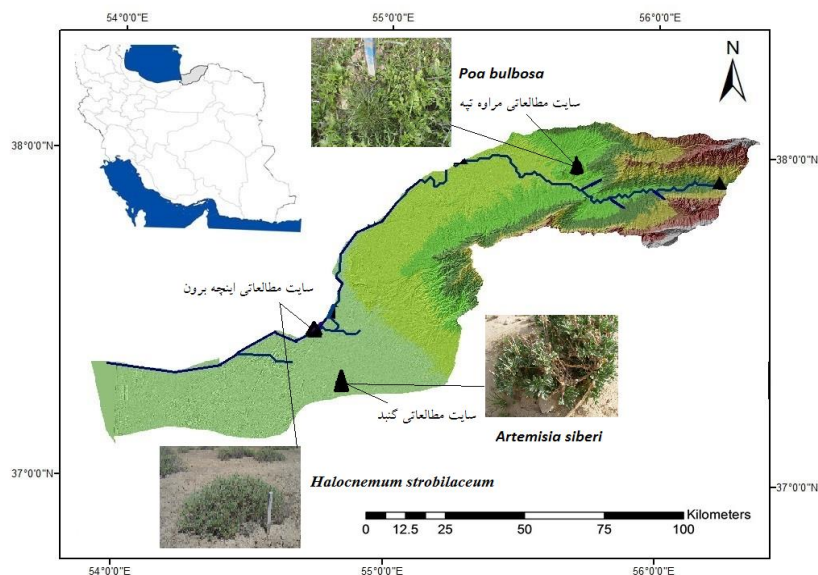 54°0'0"E 55°0'0"E 56°0'0"E
N
Poa bulbosa
سایت مطالعاتی مراوه تپه
38°0'0"N 38°0'0"N
سایت مطالعاتی اینچه برون
سایت مطالعاتی گنبد
Artemisia siberi
Halocnemum strobilaceum
37°0'0"N 37°0'0"N
Kilometers
0 12.5 25 50 75 100
54°0'0"E 55°0'0"E 56°0'0"E